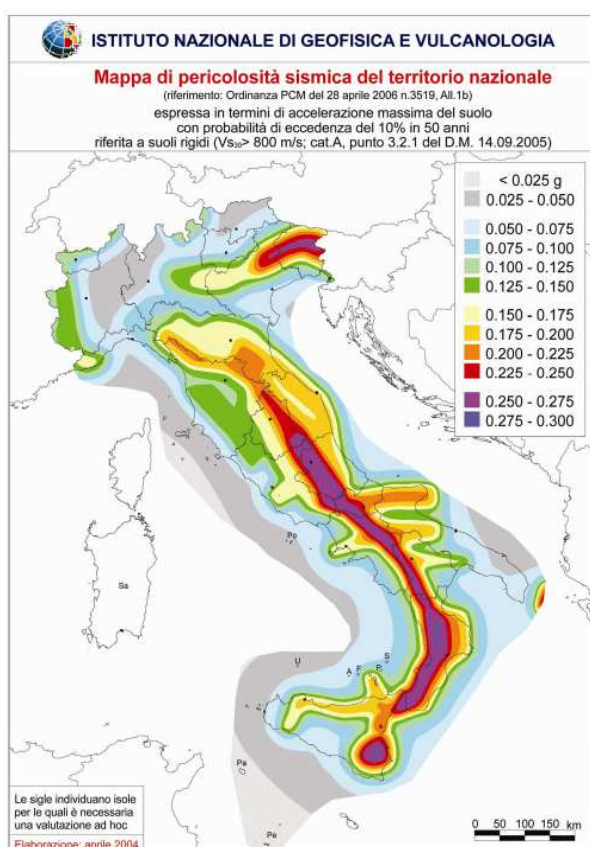 ISTITUTO NAZIONALE DI GEOFISICA E VULCANOLOGIA
Mappa di pericolosità sismica del territorio nazionale
(riferimento: Ordinanza PCM del 28 aprile 2006 n.3519, All.1b)
espressa in termini di accelerazione massima del suolo
con probabilità di eccedenza del 10% in 50 anni
riferita a suoli rigidi (Vs₃₀> 800 m/s; cat.A, punto 3.2.1 del D.M. 14.09.2005)
< 0.025 g
0.025 - 0.050
0.050 - 0.075
0.075 - 0.100
0.100 - 0.125
0.125 - 0.150
0.150 - 0.175
0.175 - 0.200
0.200 - 0.225
0.225 - 0.250
0.250 - 0.275
0.275 - 0.300
Po
Sa
U
A F P S
Pa
Pe
Le sigle individuano isole
per le quali è necessaria
una valutazione ad hoc
Elaborazione: aprile 2004
0 50 100 150 km